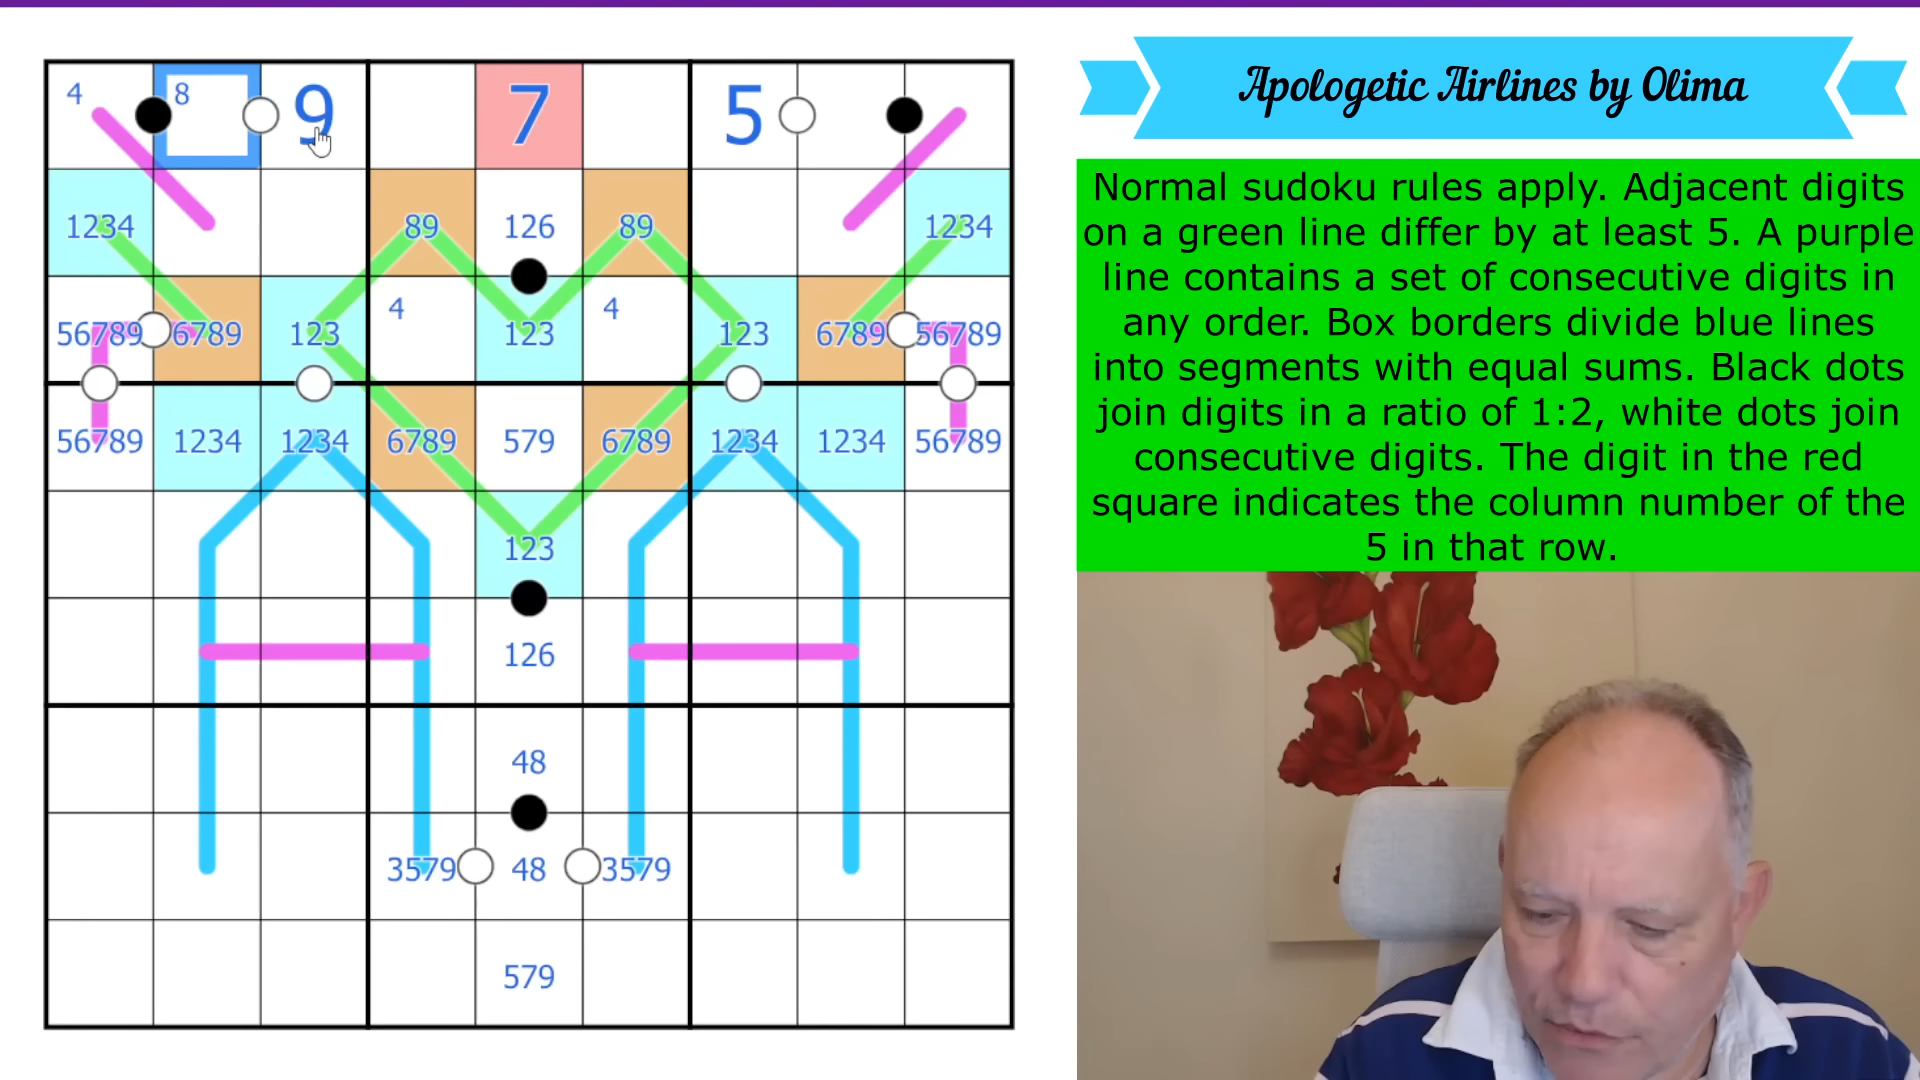 Apologetic Airlines by Olima
Normal sudoku rules apply. Adjacent digits
on a green line differ by at least 5. A purple
line contains a set of consecutive digits in
any order. Box borders divide blue lines
into segments with equal sums. Black dots
join digits in a ratio of 1:2, white dots join
consecutive digits. The digit in the red
square indicates the column number of the
5 in that row.
4 8 9 7 5
1234 89 126 89 1234
4 4
56789 6789 123 123 123 6789 56789
56789 1234 1234 6789 579 6789 1234 1234 56789
123
126
48
3579 48 3579
579